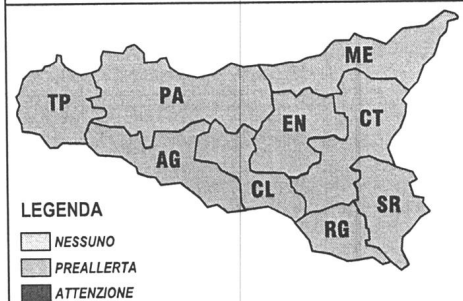 ME
PA
TP
CT
EN
AG
CL
SR
RG
LEGENDA
NESSUNO
PREALLERTA
ATTENZIONE